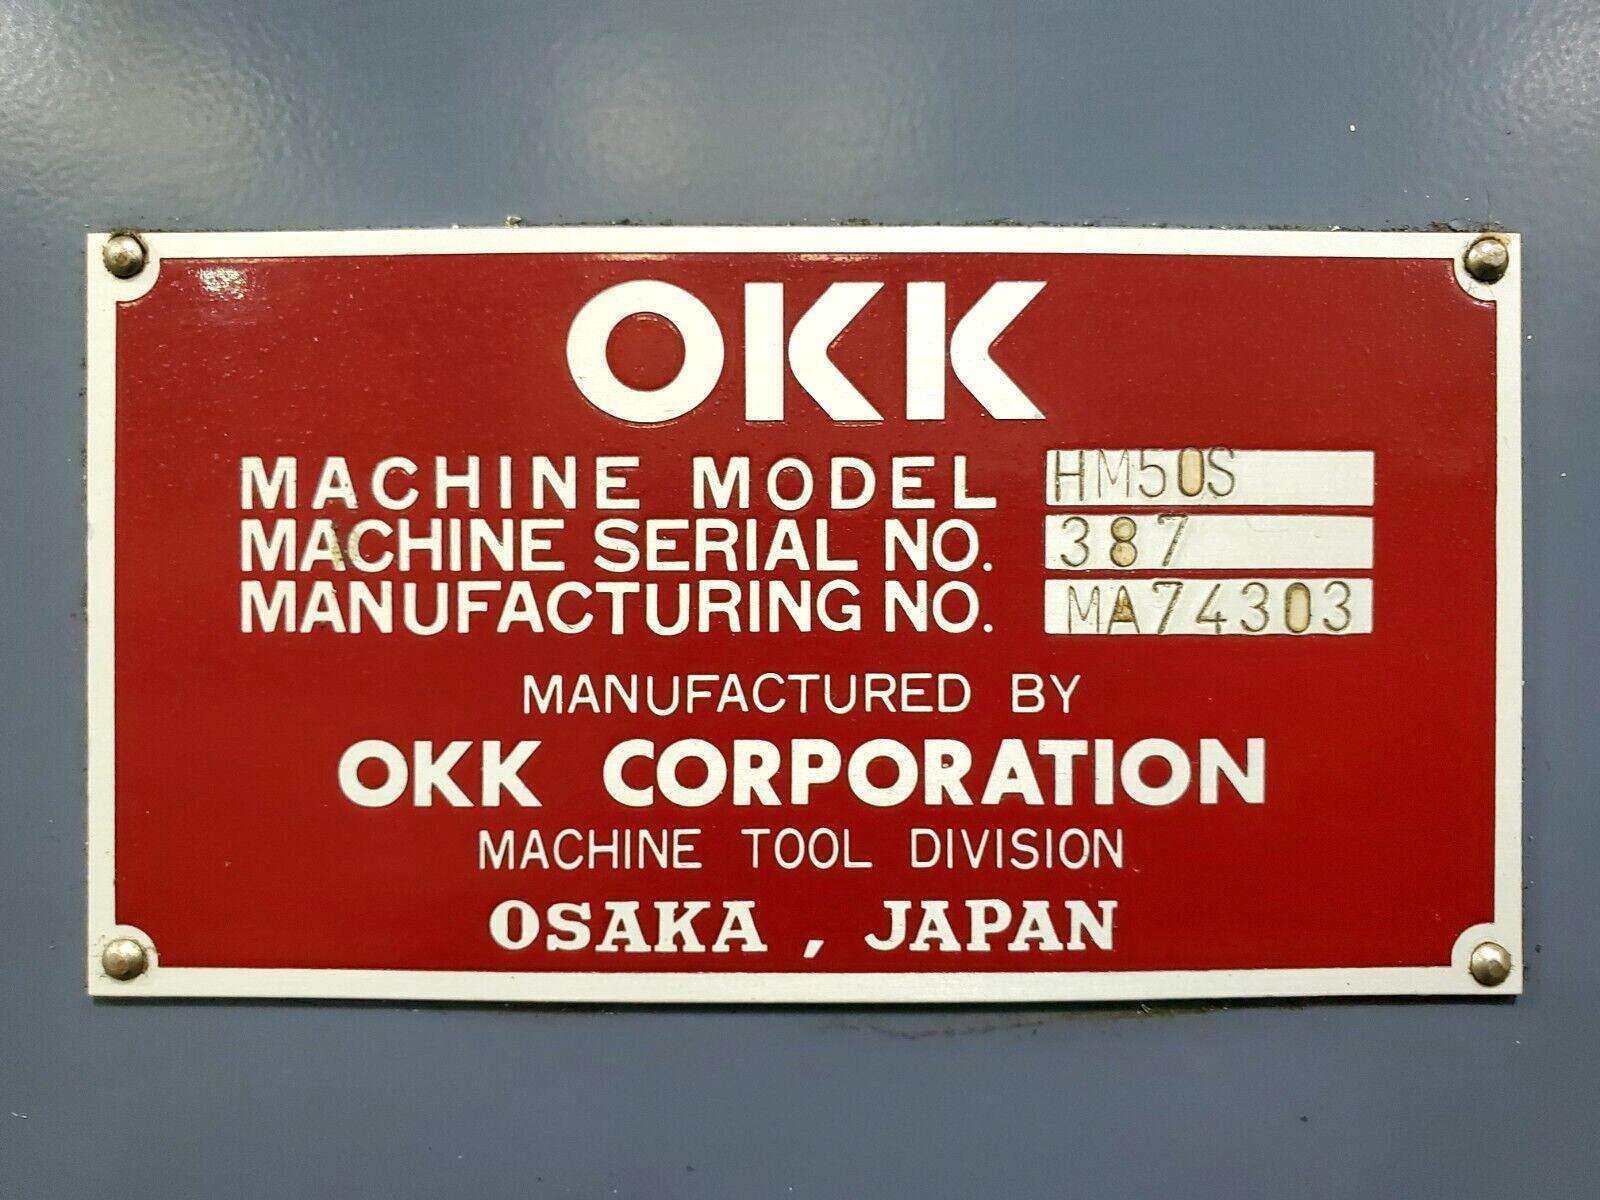 OKK
MACHINE MODEL HM50S
MACHINE SERIAL NO. 387
MANUFACTURING NO. MA74303
MANUFACTURED BY
OKK CORPORATION
MACHINE TOOL DIVISION
OSAKA , JAPAN